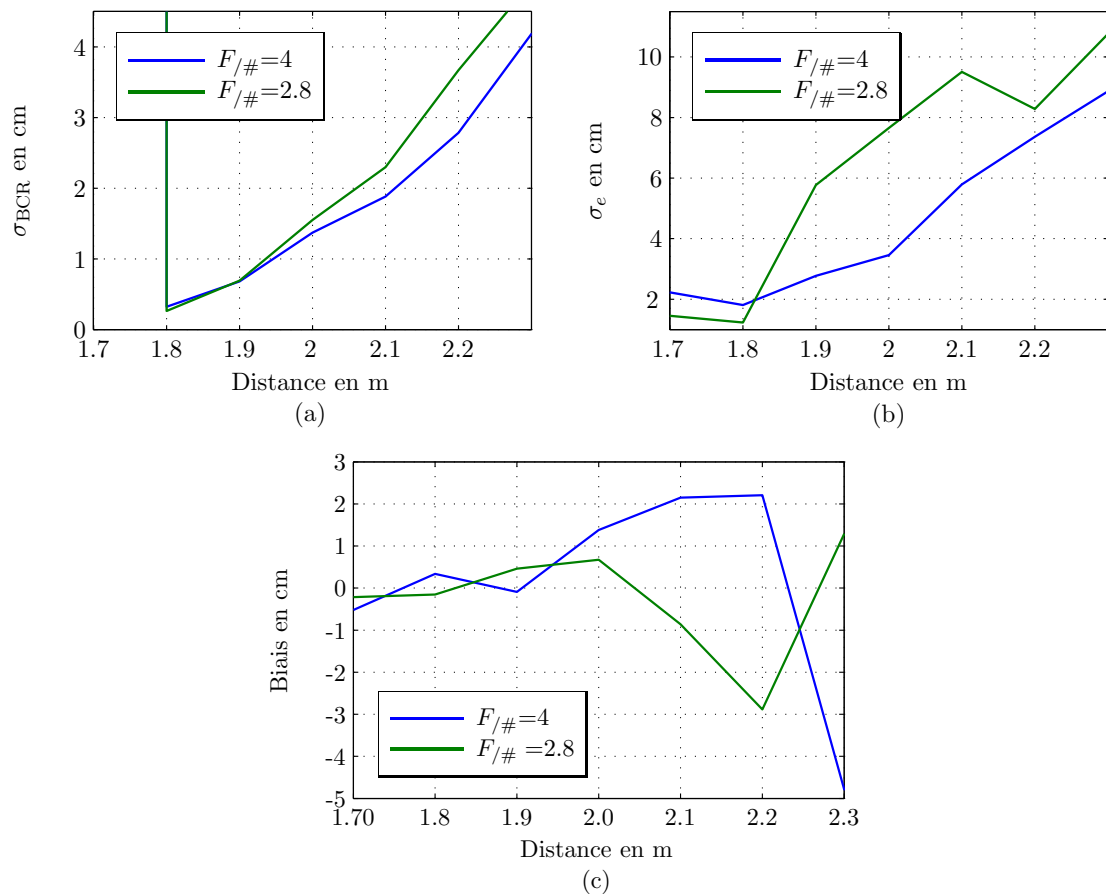 4
3
2
1
0
σ_BCR en cm
F/#=4
F/#=2.8
1.7 1.8 1.9 2 2.1 2.2
Distance en m
(a)
10
8
6
4
2
σ_e en cm
F/#=4
F/#=2.8
1.7 1.8 1.9 2 2.1 2.2
Distance en m
(b)
3
2
1
0
-1
-2
-3
-4
-5
Biais en cm
F/#=4
F/# =2.8
1.70 1.8 1.9 2.0 2.1 2.2 2.3
Distance en m
(c)